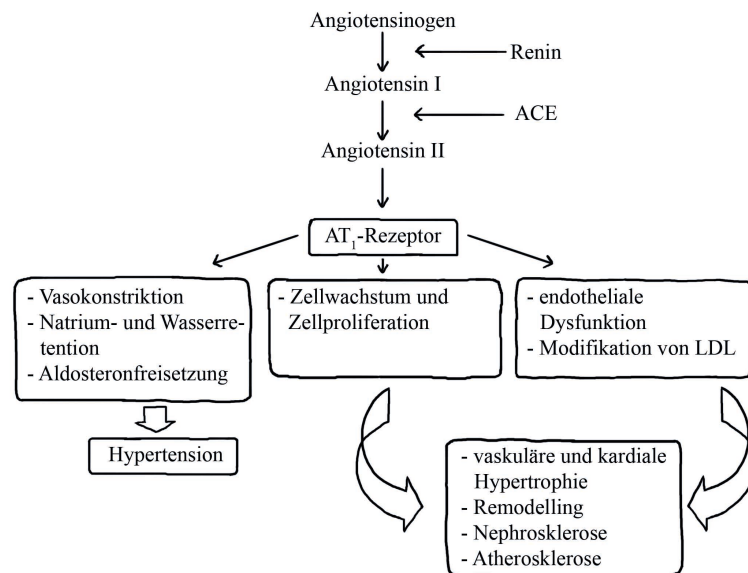 Angiotensinogen
Renin
Angiotensin I
ACE
Angiotensin II
AT₁-Rezeptor
- Vasokonstriktion
- Natrium- und Wasserre-
tention
- Aldosteronfreisetzung
- Zellwachstum und
Zellproliferation
- endotheliale
Dysfunktion
- Modifikation von LDL
Hypertension
- vaskuläre und kardiale
Hypertrophie
- Remodelling
- Nephrosklerose
- Atherosklerose